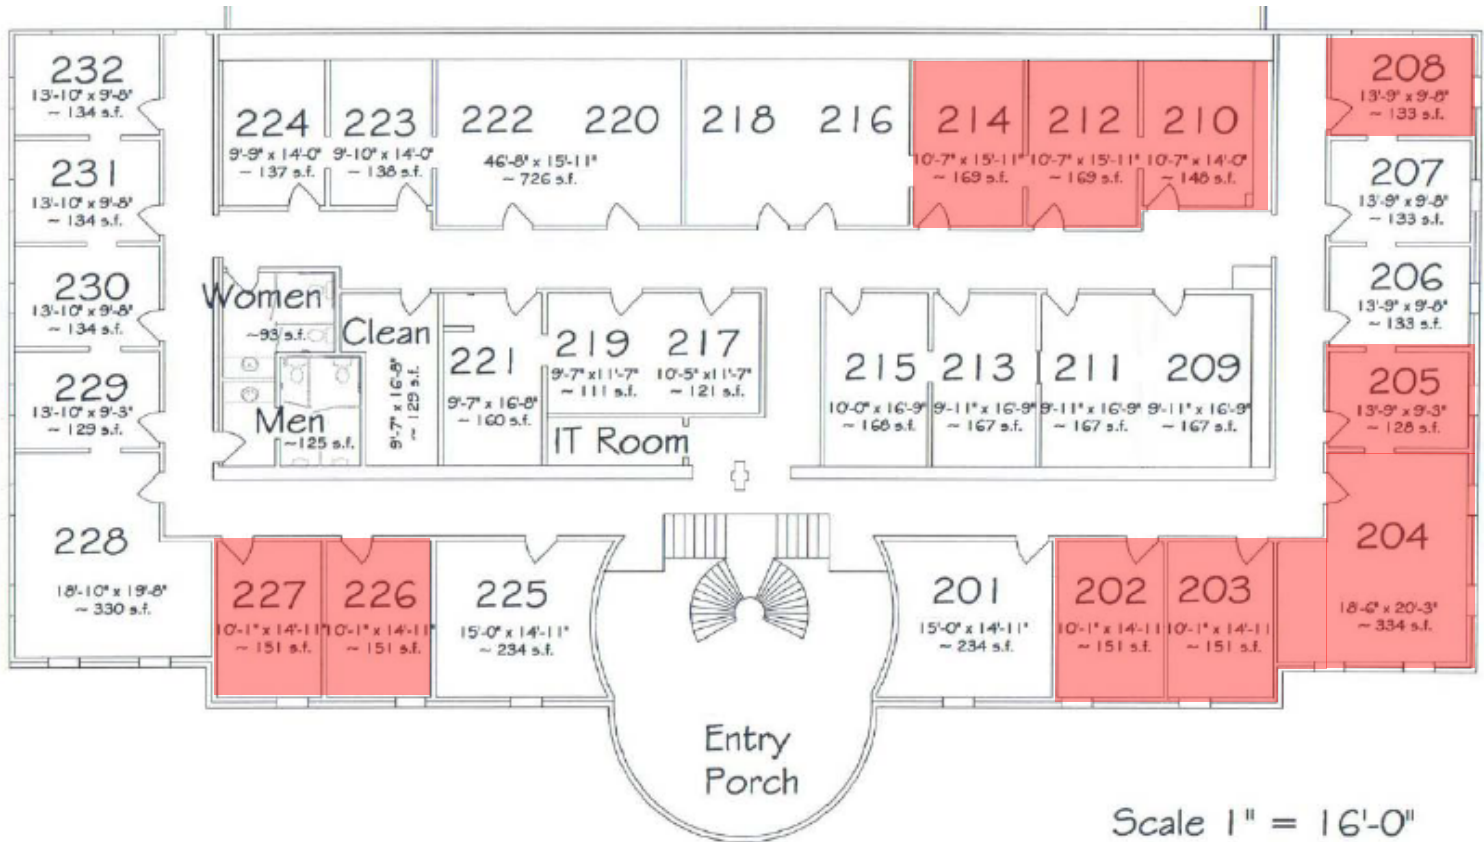 232
13'-10" x 9'-8"
~ 134 s.f.
231
13'-10" x 9'-8"
~ 134 s.f.
230
13'-10" x 9'-8"
~ 134 s.f.
229
13'-10" x 9'-3"
~ 129 s.f.
228
18'-10" x 19'-8"
~ 330 s.f.
224
9'-9" x 14'-0"
~ 137 s.f.
223
9'-10" x 14'-0"
~ 138 s.f.
222 220
46'-8" x 15'-11"
~ 726 s.f.
218 216
214
10'-7" x 15'-11"
~ 169 s.f.
212
10'-7" x 15'-11"
~ 169 s.f.
210
10'-7" x 14'-0"
~ 148 s.f.
208
13'-9" x 9'-8"
~ 133 s.f.
207
13'-9" x 9'-8"
~ 133 s.f.
206
13'-9" x 9'-8"
~ 133 s.f.
205
13'-9" x 9'-3"
~ 128 s.f.
204
18'-6" x 20'-3"
~ 334 s.f.
Women
~93 s.f.
Men
~125 s.f.
Clean
9'-7" x 16'-8"
~ 129 s.f.
221
9'-7" x 16'-8"
~ 160 s.f.
219
9'-7" x11'-7"
~ 111 s.f.
217
10'-5" x11'-7"
~ 121 s.f.
IT Room
215
10'-0" x 16'-9"
~ 168 s.f.
213
9'-11" x 16'-9"
~ 167 s.f.
211
9'-11" x 16'-9"
~ 167 s.f.
209
9'-11" x 16'-9"
~ 167 s.f.
227
10'-1" x 14'-11"
~ 151 s.f.
226
10'-1" x 14'-11"
~ 151 s.f.
225
15'-0" x 14'-11"
~ 234 s.f.
201
15'-0" x 14'-11"
~ 234 s.f.
202
10'-1" x 14'-11
~ 151 s.f.
203
10'-1" x 14'-11
~ 151 s.f.
Entry
Porch
Scale 1" = 16'-0"